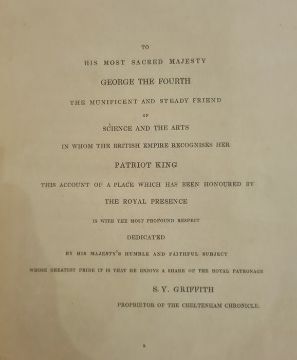 TO
HIS MOST SACRED MAJESTY
GEORGE THE FOURTH
THE MUNIFICENT AND STEADY FRIEND
OF
SCIENCE AND THE ARTS
IN WHOM THE BRITISH EMPIRE RECOGNISES HER
PATRIOT KING
THIS ACCOUNT OF A PLACE WHICH HAS BEEN HONOURED BY
THE ROYAL PRESENCE
IS WITH THE MOST PROFOUND RESPECT
DEDICATED
BY HIS MAJESTY'S HUMBLE AND FAITHFUL SUBJECT
WHOSE GREATEST PRIDE IT IS THAT HE ENJOYS A SHARE OF THE ROYAL PATRONAGE
S. Y. GRIFFITH
PROPRIETOR OF THE CHELTENHAM CHRONICLE.